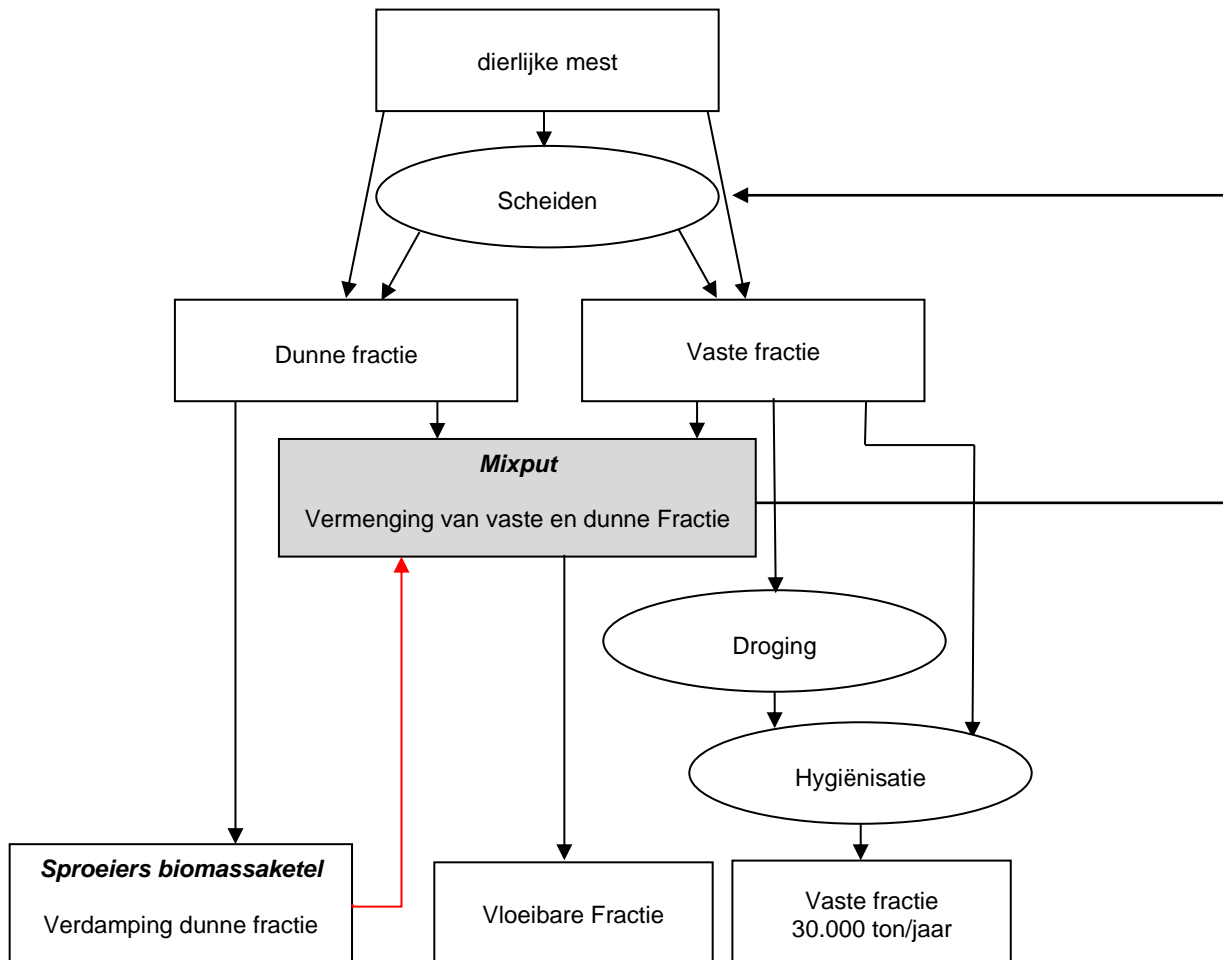 dierlijke mest
Scheiden
Dunne fractie
Vaste fractie
Mixput
Vermenging van vaste en dunne Fractie
Droging
Hygiënisatie
Sproeiers biomassaketel
Verdamping dunne fractie
Vloeibare Fractie
Vaste fractie
30.000 ton/jaar